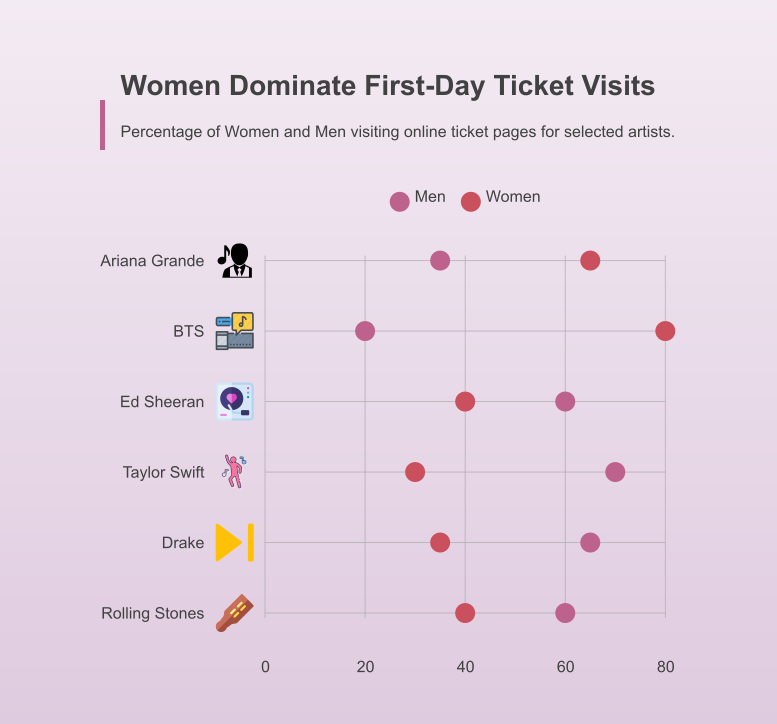 Women Dominate First-Day Ticket Visits
Percentage of Women and Men visiting online ticket pages for selected artists.
Men
Women
Ariana Grande
BTS
Ed Sheeran
Taylor Swift
Drake
Rolling Stones
0
20
40
60
80